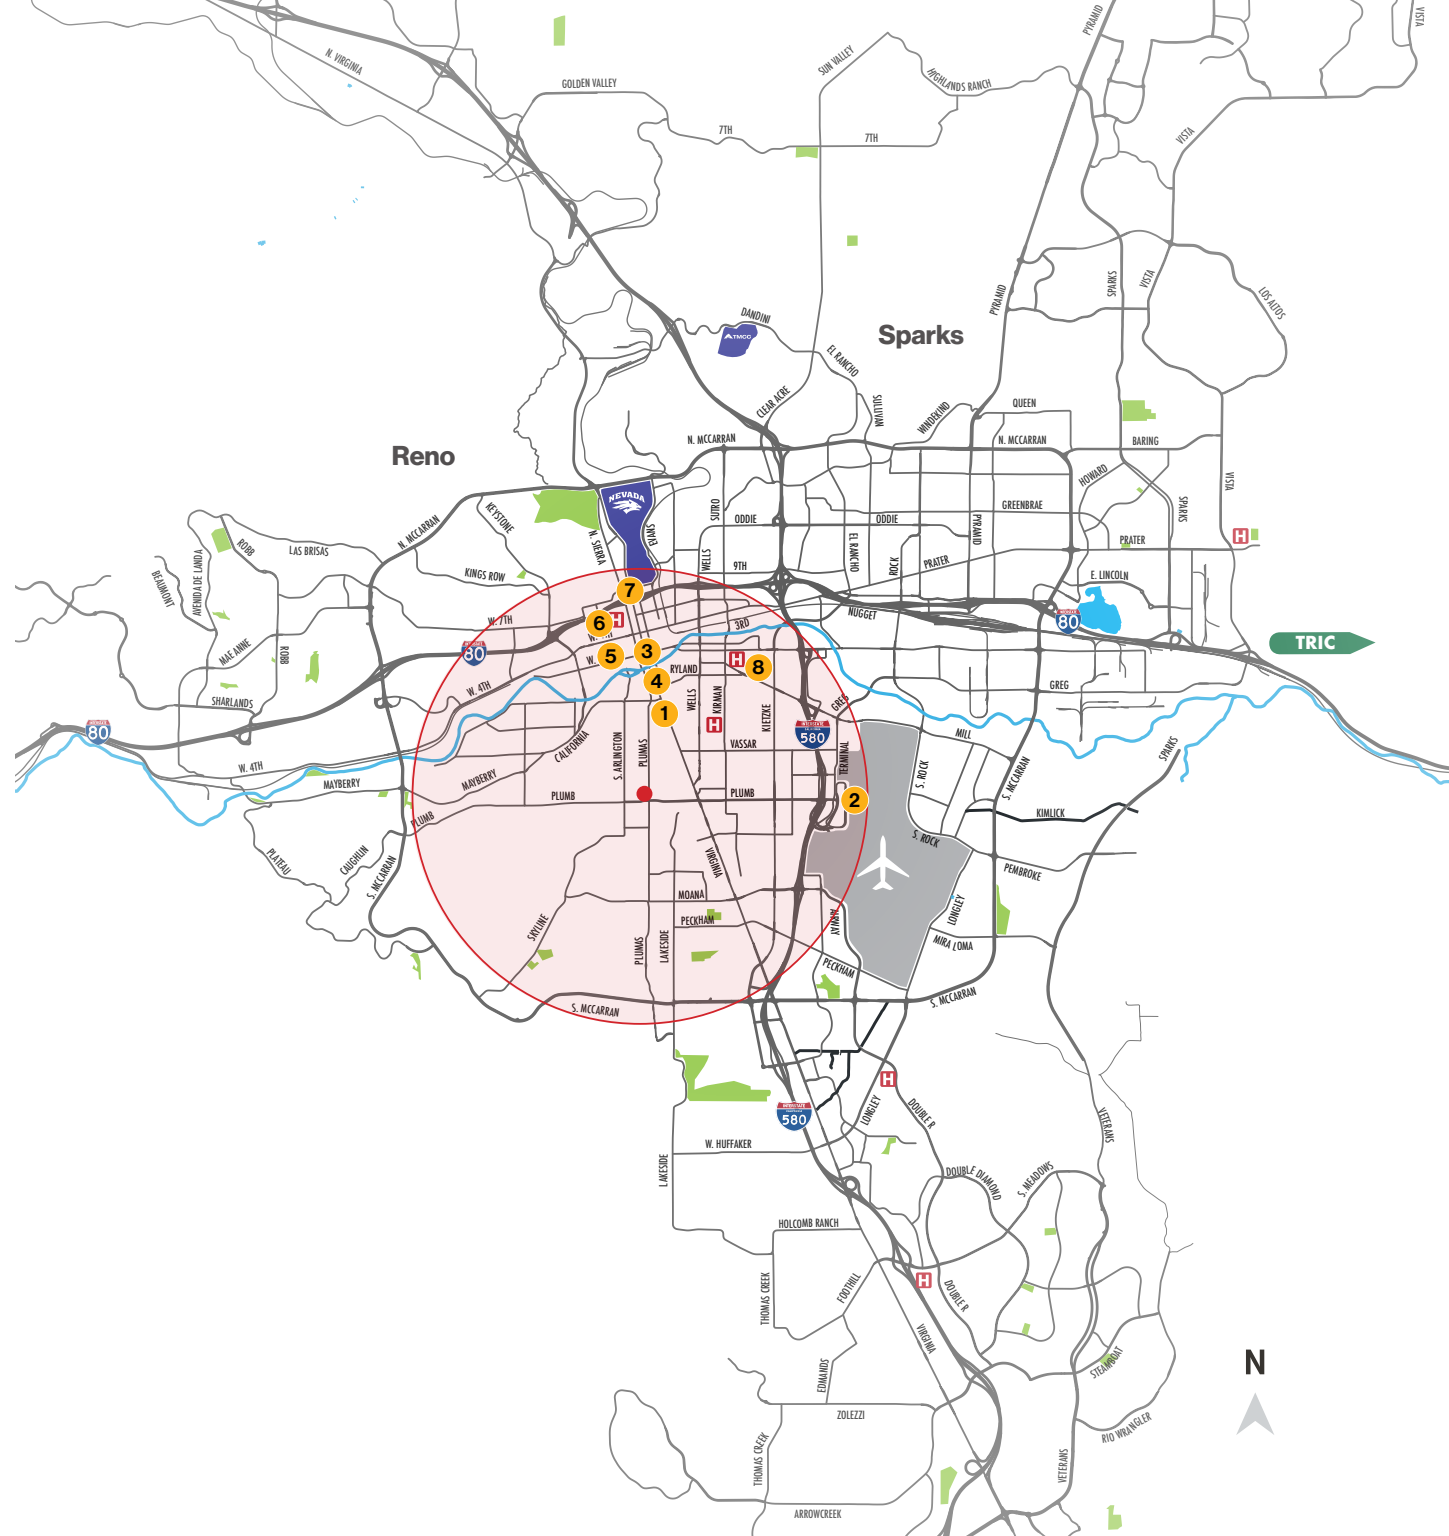 PYRAMID
VISTA
N. VIRGINIA
SUN VALLEY
HIGHLANDS RANCH
GOLDEN VALLEY
7TH
7TH
VISTA
SPARKS
VISTA
PYRAMID
LOS ALTOS
DANDINI
TMCC
Sparks
EL RANCHO
CLEAR ACRE
SULLIVAN
WINDEKIND
QUEEN
N. MCCARRAN
N. MCCARRAN
BARING
Reno
HOWARD
VISTA
NEVADA
KEYSTONE
SUTRO
ODDIE
ODDIE
GREENBRAE
SPARKS
N. MCCARRAN
N. SIERRA
EVANS
PYRAMID
H
ROBB
LAS BRISAS
WELLS
9TH
EL RANCHO
ROCK
PRATER
PRATER
BEAUMONT
AVENIDA DE LANDA
KINGS ROW
E. LINCOLN
7
NUGGET
80
W. 7TH
6
H
3RD
TRIC
MAE ANNE
ROBB
80
W.
5
3
H
8
RYLAND
4
W. 4TH
SHARLANDS
WELLS
KIRMAN
GREG
GREG
1
H
KIETZKE
80
INTERSTATE
580
MILL
CALIFORNIA
S. ARLINGTON
PLUMAS
VASSAR
TERMINAL
SPARKS
W. 4TH
MAYBERRY
MAYBERRY
S. ROCK
S. MCCARRAN
PLUMB
PLUMB
2
KIMLICK
PLUMB
S. ROCK
PLATEAU
CAUGHLIN
S. MCCARRAN
VIRGINIA
PEMBROKE
MOANA
LONGLEY
PECKHAM
AIRWAY
SKYLINE
PLUMAS
LAKESIDE
MIRA LOMA
PECKHAM
S. MCCARRAN
S. MCCARRAN
H
INTERSTATE
580
LONGLEY
DOUBLE R
VETERANS
W. HUFFAKER
LAKESIDE
DOUBLE DIAMOND
S. MEADOWS
HOLCOMB RANCH
H
THOMAS CREEK
FOOTHILL
DOUBLE R
VIRGINIA
N
STEAMBOAT
EDMANDS
ZOLEZZI
RIO WRANGLER
THOMAS CREEK
VETERANS
ARROWCREEK